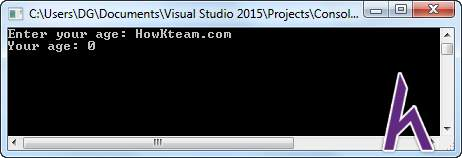 C:\Users\DG\Documents\Visual Studio 2015\Projects\Consol...
Enter your age: HowKteam.com
Your age: 0